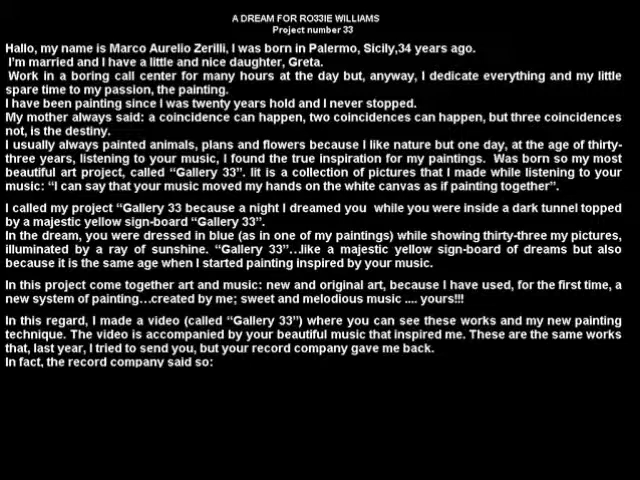 A DREAM FOR RO33IE WILLIAMS
Project number 33
Hallo, my name is Marco Aurelio Zerilli, I was born in Palermo, Sicily,34 years ago.
I'm married and I have a little and nice daughter, Greta.
Work in a boring call center for many hours at the day but, anyway, I dedicate everything and my little
spare time to my passion, the painting.
I have been painting since I was twenty years hold and I never stopped.
My mother always said: a coincidence can happen, two coincidences can happen, but three coincidences
not, is the destiny.
I usually always painted animals, plans and flowers because I like nature but one day, at the age of thirty-
three years, listening to your music, I found the true inspiration for my paintings. Was born so my most
beautiful art project, called “Gallery 33”. Iit is a collection of pictures that I made while listening to your
music: “I can say that your music moved my hands on the white canvas as if painting together”.
I called my project “Gallery 33 because a night I dreamed you while you were inside a dark tunnel topped
by a majestic yellow sign-board “Gallery 33”.
In the dream, you were dressed in blue (as in one of my paintings) while showing thirty-three my pictures,
illuminated by a ray of sunshine. “Gallery 33”...like a majestic yellow sign-board of dreams but also
because it is the same age when I started painting inspired by your music.
In this project come together art and music: new and original art, because I have used, for the first time, a
new system of painting...created by me; sweet and melodious music .... yours!!!
In this regard, I made a video (called “Gallery 33”) where you can see these works and my new painting
technique. The video is accompanied by your beautiful music that inspired me. These are the same works
that, last year, I tried to send you, but your record company gave me back.
In fact, the record company said so: